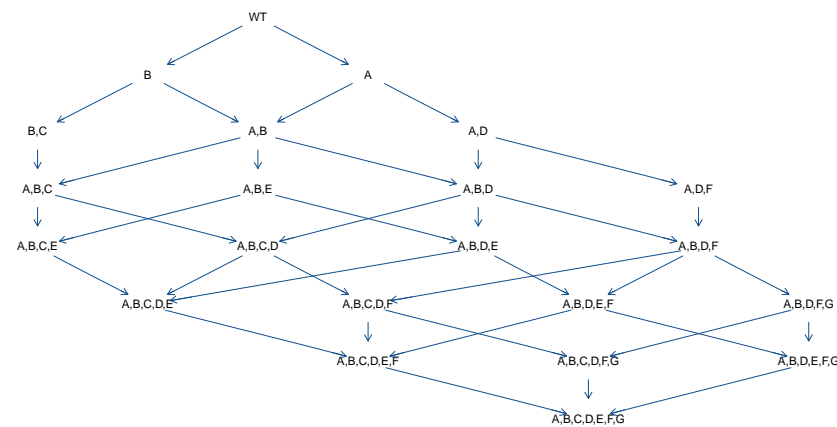 WT
B A
B,C A,B A,D
A,B,C A,B,E A,B,D A,D,F
A,B,C,E A,B,C,D A,B,D,E A,B,D,F
A,B,C,D,E A,B,C,D,F A,B,D,E,F A,B,D,F,G
A,B,C,D,E,F A,B,C,D,F,G A,B,D,E,F,G
A,B,C,D,E,F,G